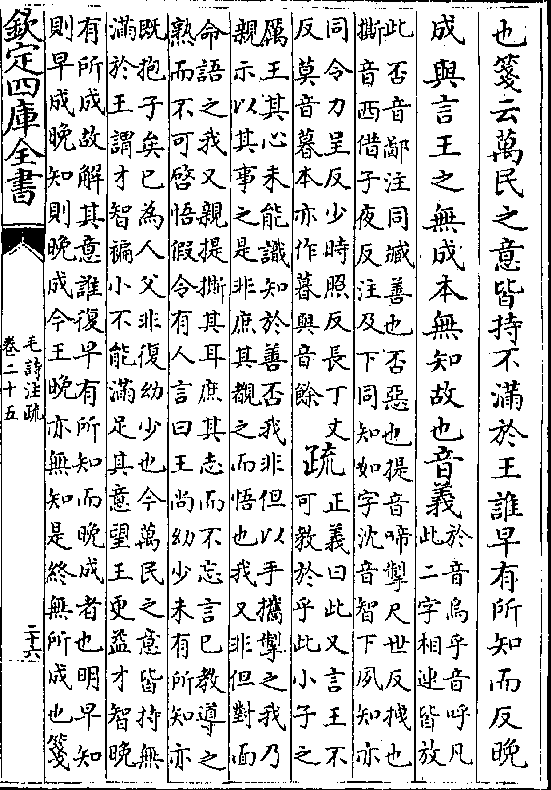 也箋云萬民之意皆持不滿於王誰早有所知而反晚
成與言王之無成本無知故也音義
於音烏乎音呼凡
此二字相連皆放
此否音鄙注同臧善也否惡也提音啼掣尺世反拽也
撕音西借子夜反注及下同知如字沈音智下夙知亦
同令力呈反少時照反長丁丈
反莫音暮本亦作暮與音餘
疏
正義曰此又言王不
可教於乎此小子之
厲王其心未能識知於善否我非但以手攜掣之我乃
親示以其事之是非庶其覩之而悟也我又非但對面
命語之我又親提撕其耳庶其志而不忘言已教導之
熟而不可啓悟假令有人言曰王尚幼少未有所知亦
既抱子矣已為人父非復幼少也今萬民之意皆持無
滿於王謂才智褊小不能滿足其意望王更益才智晚
有所成故解其意誰復早有所知而晚成者也明早知
則早成晚知則晚成今王晚亦無知是終無所成也箋
欽定四庫全書
毛詩注疏
卷二十五
二十六